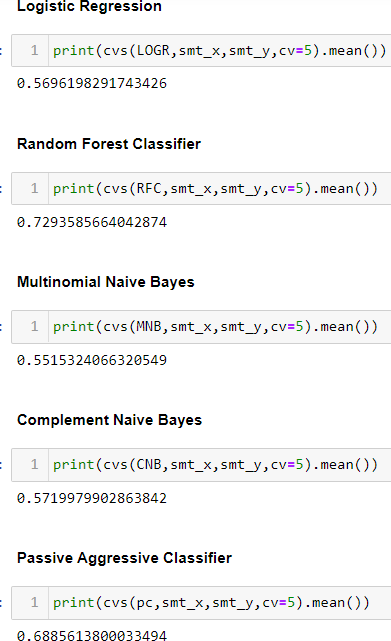 Logistic Regression
: 1 print(cvs(LOGR,smt_x,smt_y,cv=5).mean())
0.5696198291743426
Random Forest Classifier
: 1 print(cvs(RFC,smt_x,smt_y,cv=5).mean())
0.7293585664042874
Multinomial Naive Bayes
: 1 print(cvs(MNB,smt_x,smt_y,cv=5).mean())
0.5515324066320549
Complement Naive Bayes
: 1 print(cvs(CNB,smt_x,smt_y,cv=5).mean())
0.5719979902863842
Passive Aggressive Classifier
: 1 print(cvs(pc,smt_x,smt_y,cv=5).mean())
0.6885613800033494